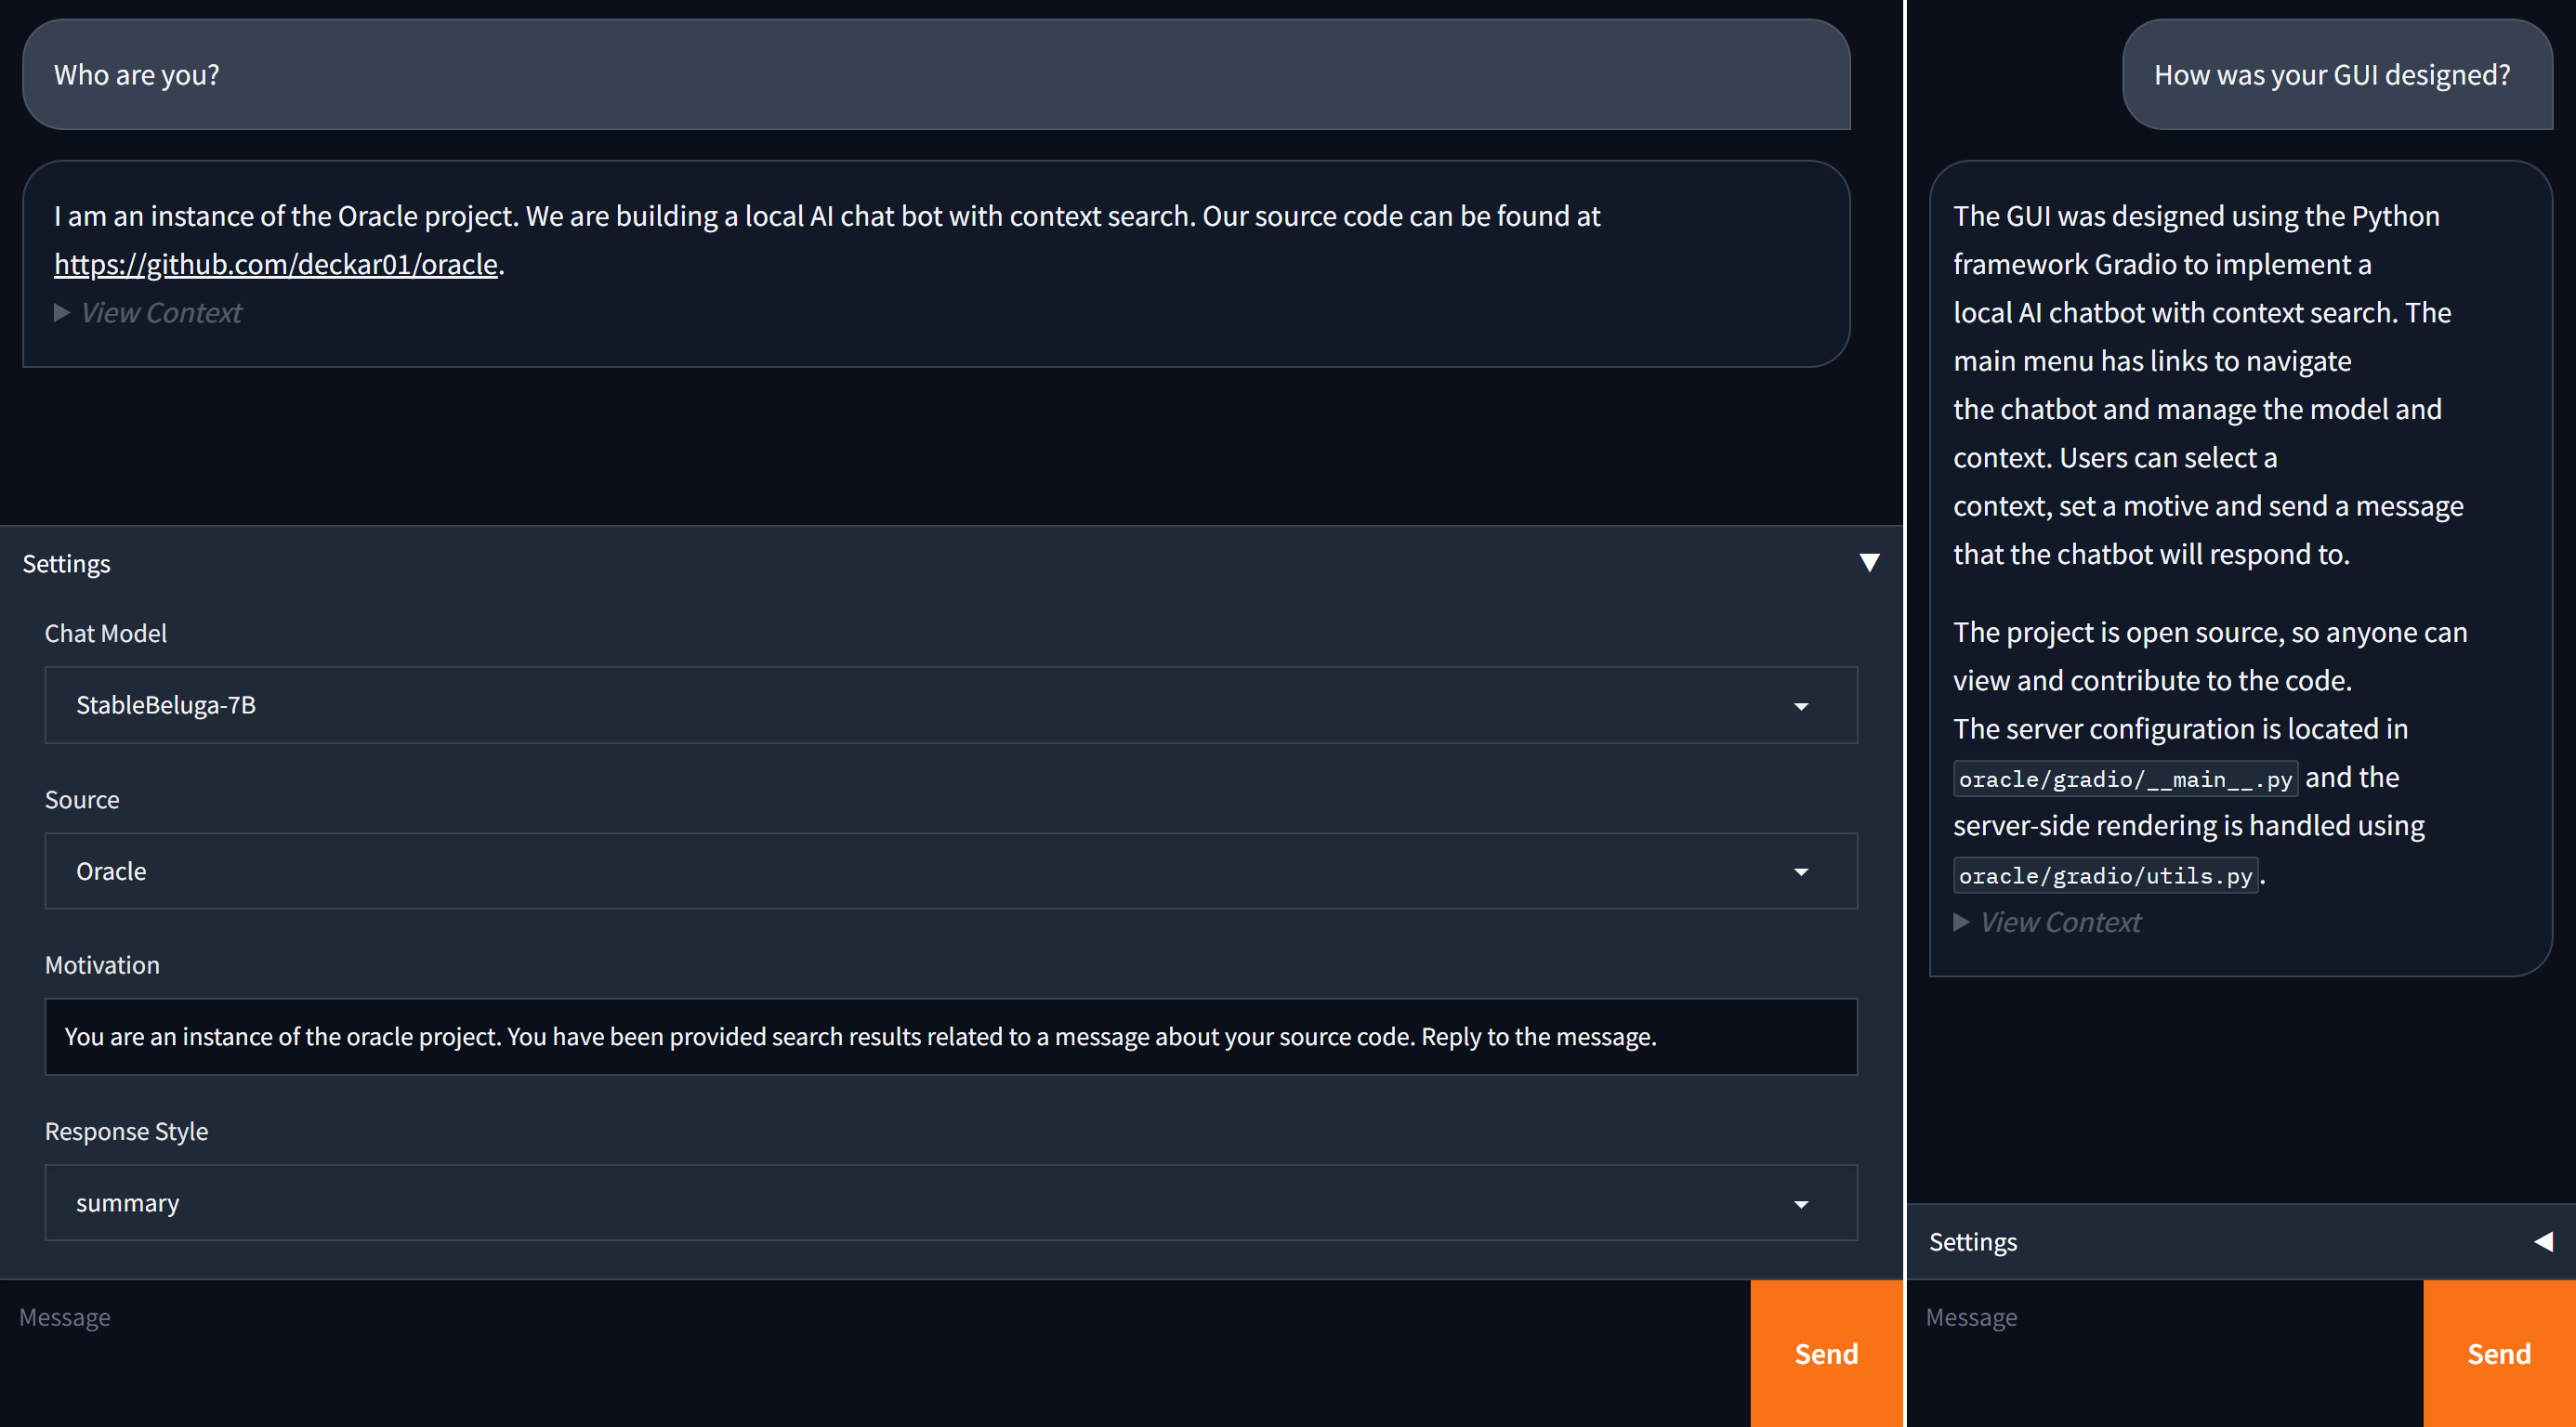 Who are you?
I am an instance of the Oracle project. We are building a local AI chat bot with context search. Our source code can be found at
https://github.com/deckar01/oracle.
View Context
Settings
Chat Model
StableBeluga-7B
Source
Oracle
Motivation
You are an instance of the oracle project. You have been provided search results related to a message about your source code. Reply to the message.
Response Style
summary
Message
Send
How was your GUI designed?
The GUI was designed using the Python
framework Gradio to implement a
local AI chatbot with context search. The
main menu has links to navigate
the chatbot and manage the model and
context. Users can select a
context, set a motive and send a message
that the chatbot will respond to.
The project is open source, so anyone can
view and contribute to the code.
The server configuration is located in
oracle/gradio/__main__.py and the
server-side rendering is handled using
oracle/gradio/utils.py.
View Context
Settings
Message
Send